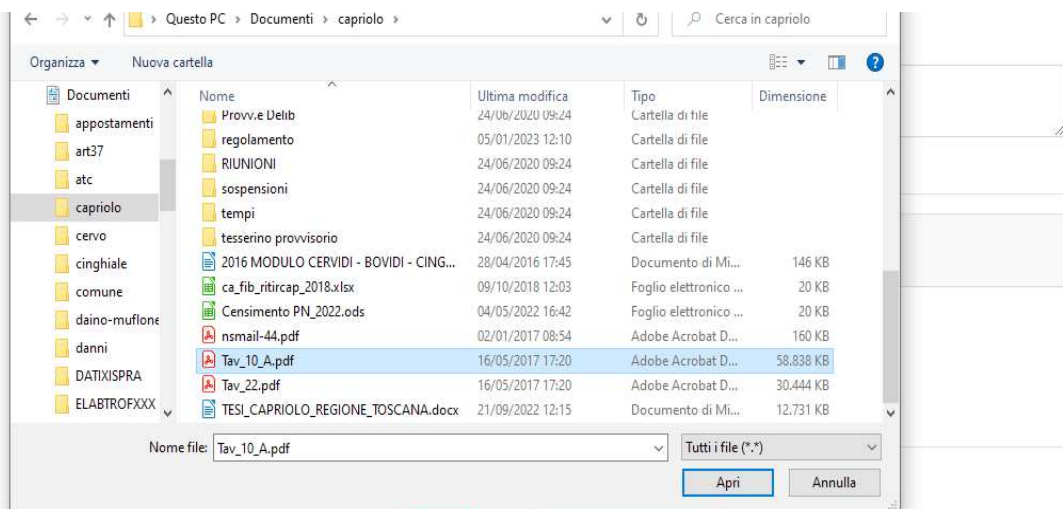 Questo PC > Documenti > capriolo >
Cerca in capriolo
Organizza
Nuova cartella
Documenti
appostamenti
art37
atc
capriolo
cervo
cinghiale
comune
daino-muflone
danni
DATIXISPRA
ELABTROFXXX
Nome Ultima modifica Tipo Dimensione
Provv.e Delib 24/06/2020 09:24 Cartella di file
regolamento 05/01/2023 12:10 Cartella di file
RIUNIONI 24/06/2020 09:24 Cartella di file
sospensioni 24/06/2020 09:24 Cartella di file
tempi 24/06/2020 09:24 Cartella di file
tesserino provvisorio 24/06/2020 09:24 Cartella di file
2016 MODULO CERVIDI - BOVIDI - CING... 28/04/2016 17:45 Documento di Mi... 146 KB
ca_fib_ritircap_2018.xlsx 09/10/2018 12:03 Foglio elettronico ... 20 KB
Censimento PN_2022.ods 04/05/2022 16:42 Foglio elettronico ... 20 KB
nsmail-44.pdf 02/01/2017 08:54 Adobe Acrobat D... 160 KB
Tav_10_A.pdf 16/05/2017 17:20 Adobe Acrobat D... 58.838 KB
Tav_22.pdf 16/05/2017 17:20 Adobe Acrobat D... 30.444 KB
TESI_CAPRIOLO_REGIONE_TOSCANA.docx 21/09/2022 12:15 Documento di Mi... 12.731 KB
Nome file: Tav_10_A.pdf Tutti i file (*.*)
Apri Annulla